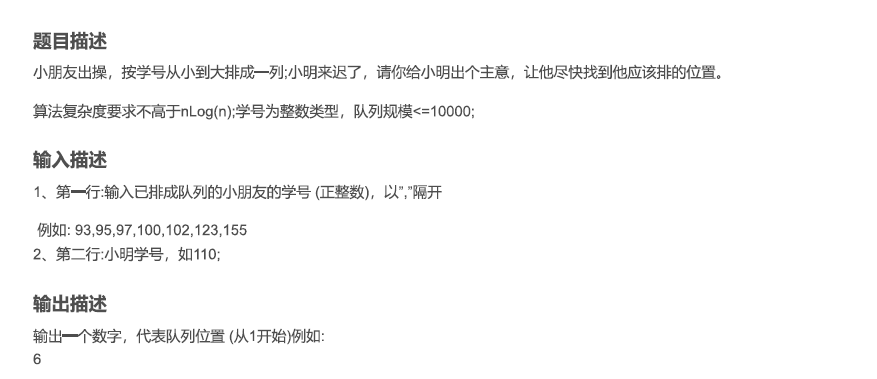 题目描述
小朋友出操，按学号从小到大排成一列;小明来迟了，请你给小明出个主意，让他尽快找到他应该排的位置。
算法复杂度要求不高于nLog(n);学号为整数类型，队列规模<=10000;
输入描述
1、第一行:输入已排成队列的小朋友的学号 (正整数)，以”,”隔开
例如: 93,95,97,100,102,123,155
2、第二行:小明学号，如110;
输出描述
输出一个数字，代表队列位置 (从1开始)例如:
6